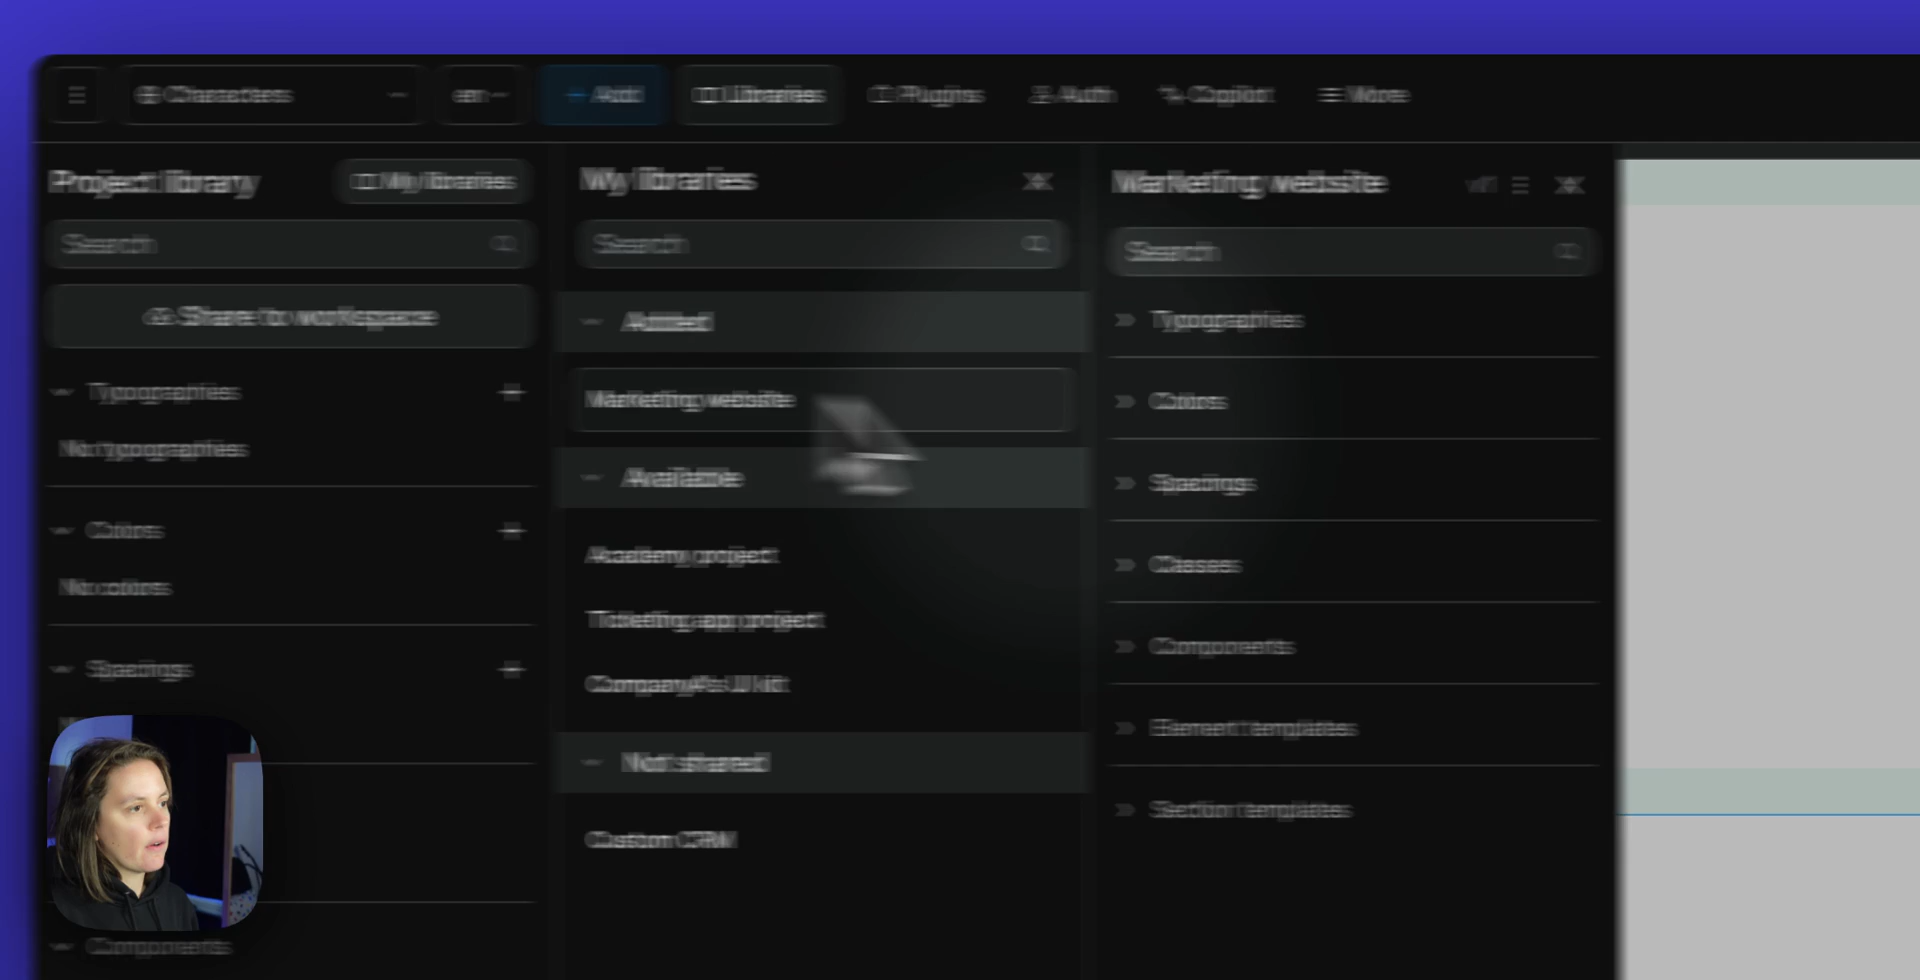 Characters en Add Libraries Plugins Auth Copilot More
Project library My libraries
Search
Share to workspace
Typographies
No typographies
Colors
No colors
Spacings
Components
My libraries
Search
Added
Marketing website
Available
Academy project
Ticketing app project
Company's UI kit
Not shared
Custom CRM
Marketing website
Search
Typographies
Colors
Spacings
Classes
Components
Element templates
Section templates